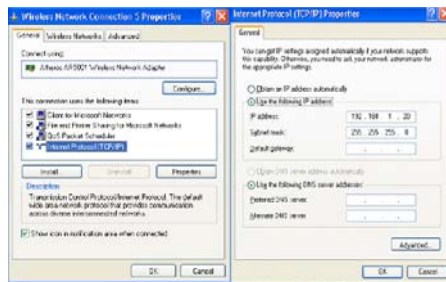 Wireless Network Connection 5 Properties
General Wireless Networks Advanced
Connect using:
Atheros AR5001 Wireless Network Adapter
Configure...
This connection uses the following items:
Client for Microsoft Networks
File and Printer Sharing for Microsoft Networks
QoS Packet Scheduler
Internet Protocol (TCP/IP)
Install Uninstall Properties
Description
Transmission Control Protocol/Internet Protocol. The default
wide area network protocol that provides communication
across diverse interconnected networks.
Show icon in notification area when connected
OK Cancel
Internet Protocol (TCP/IP) Properties
General
You can get IP settings assigned automatically if your network supports
this capability. Otherwise, you need to ask your network administrator for
the appropriate IP settings.
Obtain an IP address automatically
Use the following IP address:
IP address: 192 . 168 . 1 . 20
Subnet mask: 255 . 255 . 255 . 0
Default gateway: . . .
Obtain DNS server address automatically
Use the following DNS server addresses:
Preferred DNS server: . . .
Alternate DNS server: . . .
Advanced...
OK Cancel